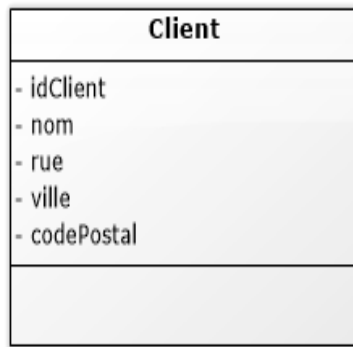 Client
- idClient
- nom
- rue
- ville
- codePostal